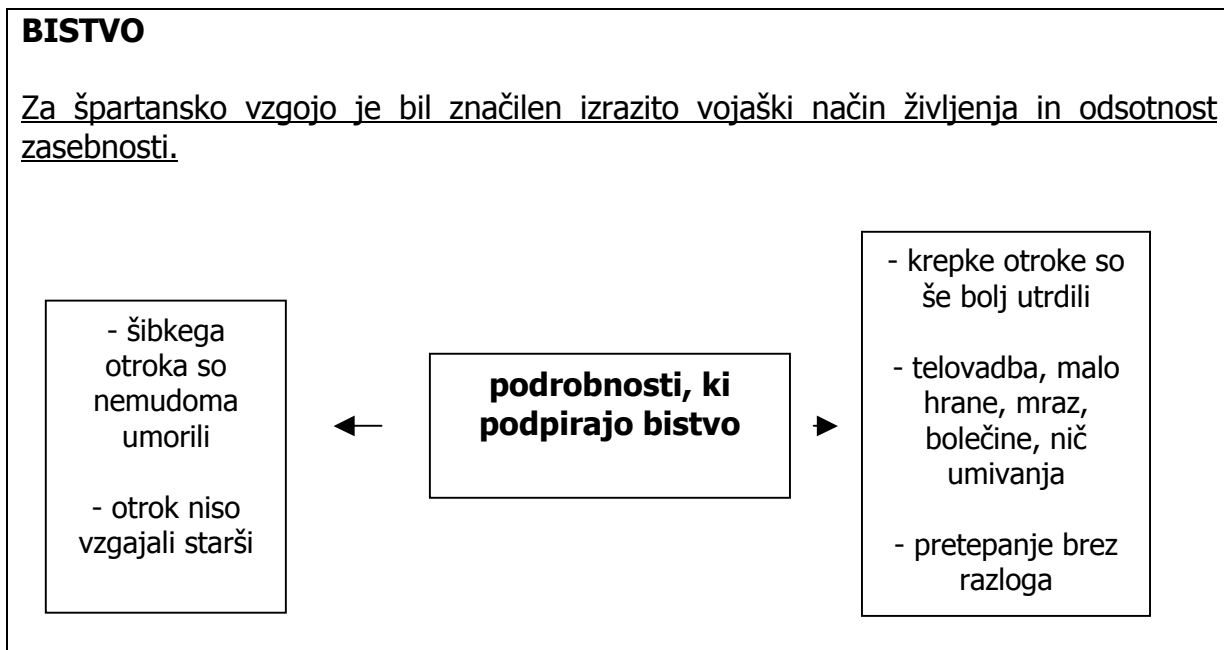 BISTVO
Za špartansko vzgojo je bil značilen izrazito vojaški način življenja in odsotnost
zasebnosti.
- šibkega
otroka so
nemudoma
umorili
- otrok niso
vzgajali starši
podrobnosti, ki
podpirajo bistvo
- krepke otroke so
še bolj utrdili
- telovadba, malo
hrane, mraz,
bolečine, nič
umivanja
- pretepanje brez
razloga